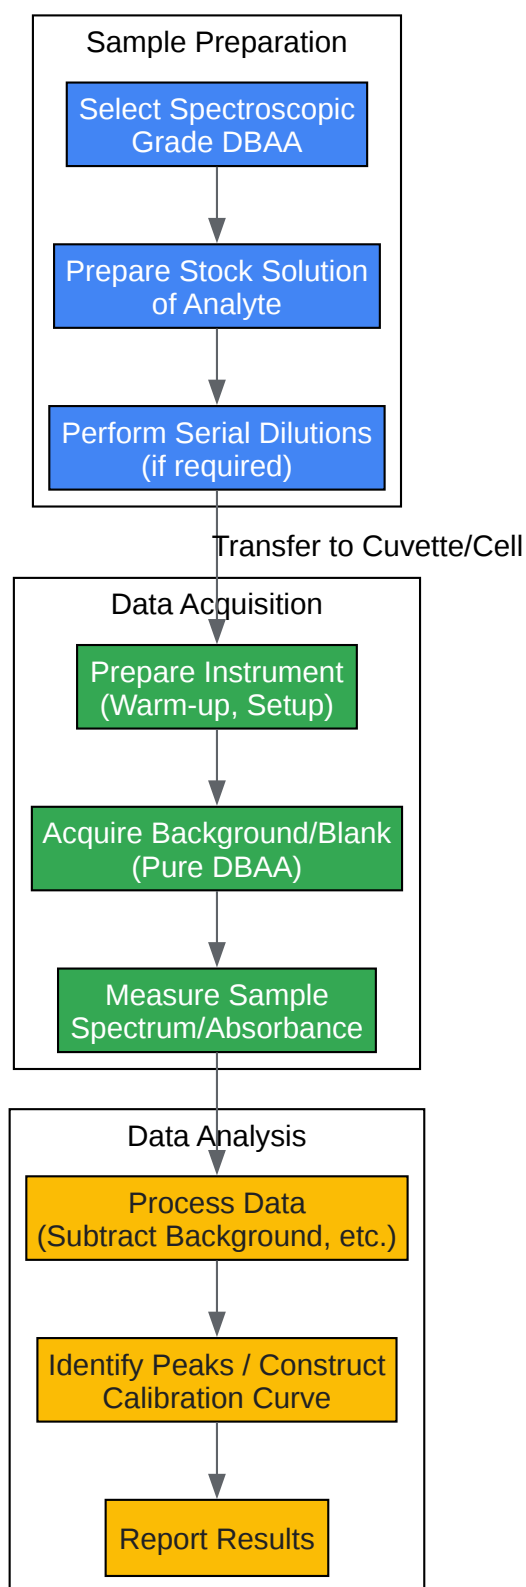 Sample Preparation
Select Spectroscopic
Grade DBAA
Prepare Stock Solution
of Analyte
Perform Serial Dilutions
(if required)
Transfer to Cuvette/Cell
Data Acquisition
Prepare Instrument
(Warm-up, Setup)
Acquire Background/Blank
(Pure DBAA)
Measure Sample
Spectrum/Absorbance
Data Analysis
Process Data
(Subtract Background, etc.)
Identify Peaks / Construct
Calibration Curve
Report Results